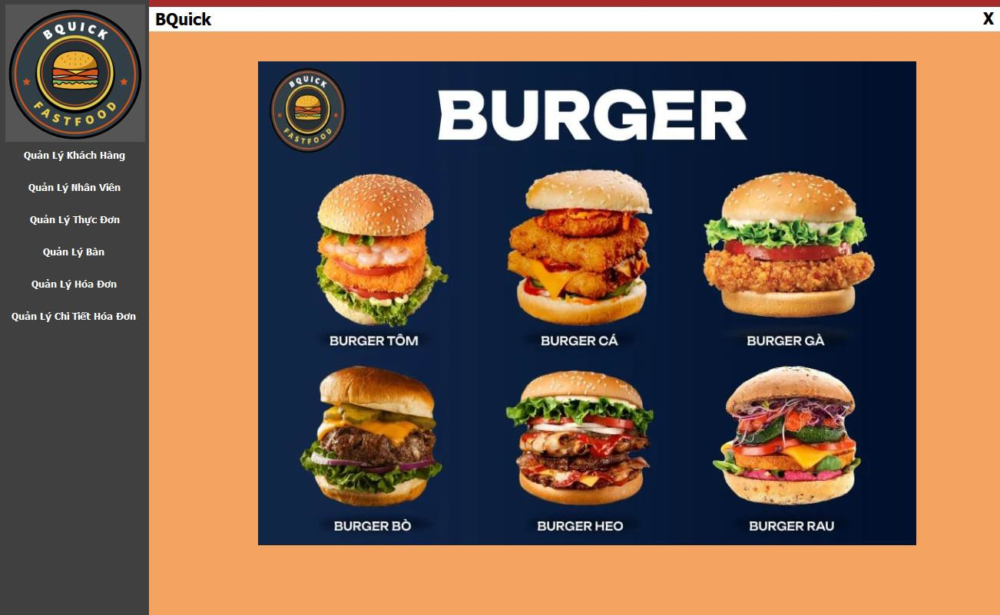 BQUICK
FASTFOOD
Quản Lý Khách Hàng
Quản Lý Nhân Viên
Quản Lý Thực Đơn
Quản Lý Bàn
Quản Lý Hóa Đơn
Quản Lý Chi Tiết Hóa Đơn
BQuick X
BQUICK
FASTFOOD
BURGER
BURGER TÔM BURGER CÁ BURGER GÀ
BURGER BÒ BURGER HEO BURGER RAU